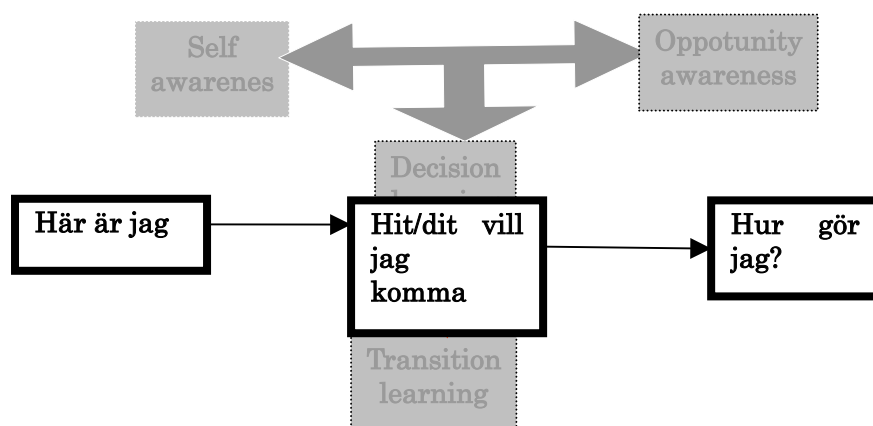 Self
awarenes
Oppotunity
awareness
Decision
Här är jag
Hit/dit vill
jag
komma
Hur gör
jag?
Transition
learning